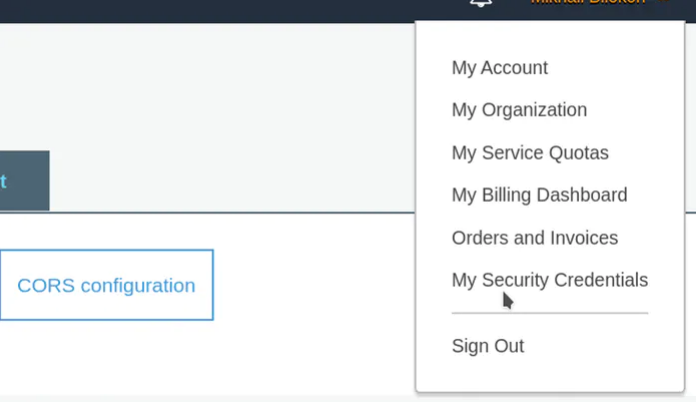 My Account
My Organization
My Service Quotas
t
My Billing Dashboard
Orders and Invoices
CORS configuration
My Security Credentials
Sign Out